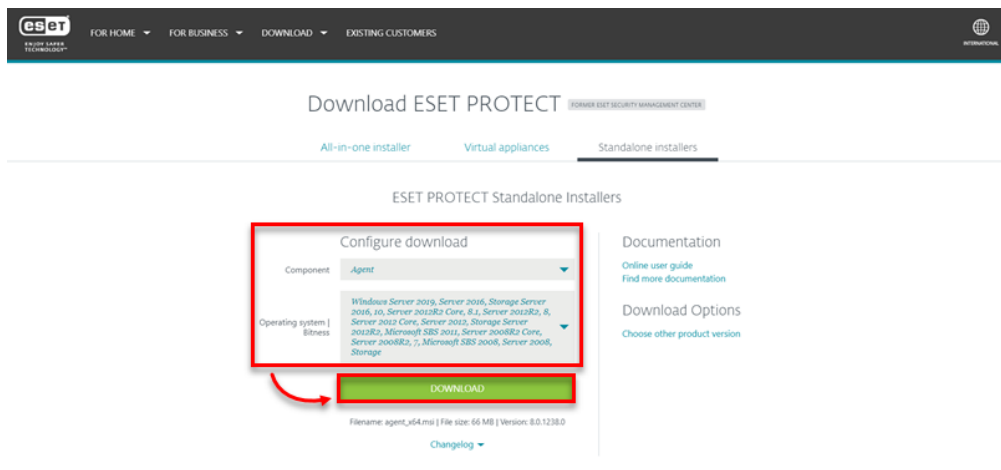 eseT
ENJOY SAFER
TECHNOLOGY™
FOR HOME
FOR BUSINESS
DOWNLOAD
EXISTING CUSTOMERS
INTERNATIONAL
Download ESET PROTECT
FORMER ESET SECURITY MANAGEMENT CENTER
All-in-one installer
Virtual appliances
Standalone installers
ESET PROTECT Standalone Installers
Configure download
Component
Agent
Operating system |
Bitness
Windows Server 2019, Server 2016, Storage Server
2016, 10, Server 2012R2 Core, 8.1, Server 2012R2, 8,
Server 2012 Core, Server 2012, Storage Server
2012R2, Microsoft SBS 2011, Server 2008R2 Core,
Server 2008R2, 7, Microsoft SBS 2008, Server 2008,
Storage
DOWNLOAD
Filename: agent_x64.msi | File size: 66 MB | Version: 8.0.1238.0
Changelog
Documentation
Online user guide
Find more documentation
Download Options
Choose other product version